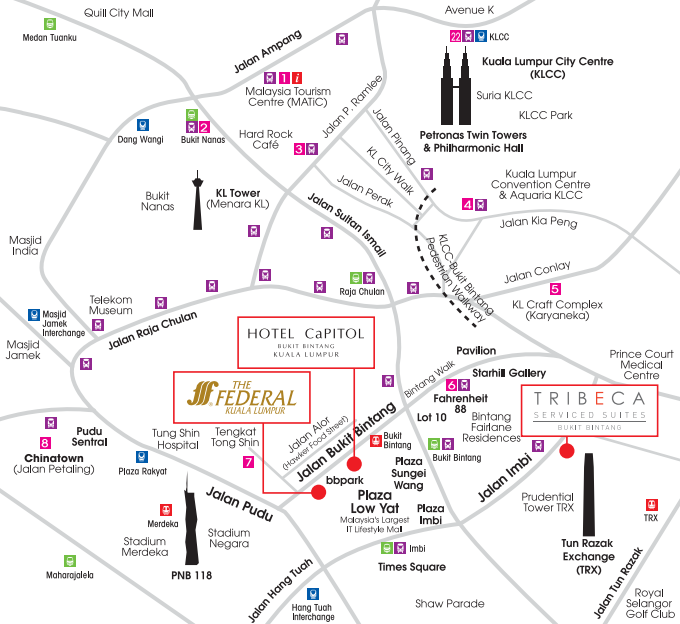 Quill City Mall
Avenue K
Medan Tuanku
Jalan Ampang
22
KLCC
Kuala Lumpur City Centre
(KLCC)
1
i
Malaysia Tourism
Centre (MATiC)
Jalan P. Ramlee
Suria KLCC
KLCC Park
Dang Wangi
2
Bukit Nanas
Hard Rock
Café
3
Jalan Pinang
Petronas Twin Towers
& Philharmonic Hall
KL City Walk
Jalan Perak
Kuala Lumpur
Convention Centre
& Aquaria KLCC
4
Bukit
Nanas
KL Tower
(Menara KL)
Jalan Sultan Ismail
Jalan Kia Peng
Masjid
India
KLCC-Bukit Bintang
Pedestrian Walkway
Jalan Conlay
Raja Chulan
5
KL Craft Complex
(Karyaneka)
Telekom
Museum
Masjid
Jamek
Interchange
Jalan Raja Chulan
Masjid
Jamek
HOTEL CaPITOL
BUKIT BINTANG
KUALA LUMPUR
Pavilion
Starhill Gallery
Prince Court
Medical
Centre
THE
FEDERAL
KUALA LUMPUR
Bintang Walk
6
Fahrenheit
88
TRIBECA
SERVICED SUITES
BUKIT BINTANG
Lot 10
Bintang
Fairlane
Residences
Jalan Alor
(Hawker Food Street)
Jalan Bukit Bintang
8
Pudu
Sentral
Chinatown
(Jalan Petaling)
Tung Shin
Hospital
Tengkat
Tong Shin
7
Bukit
Bintang
Bukit Bintang
Plaza Rakyat
bbpark
Plaza
Sungei
Wang
Jalan Imbi
Jalan Pudu
Plaza
Low Yat
Malaysia's Largest
IT Lifestyle Mall
Plaza
Imbi
Prudential
Tower TRX
TRX
Merdeka
Stadium
Merdeka
Stadium
Negara
PNB 118
Imbi
Times Square
Tun Razak
Exchange
(TRX)
Maharajalela
Jalan Hang Tuah
Hang Tuah
Interchange
Shaw Parade
Jalan Tun Razak
Royal
Selangor
Golf Club